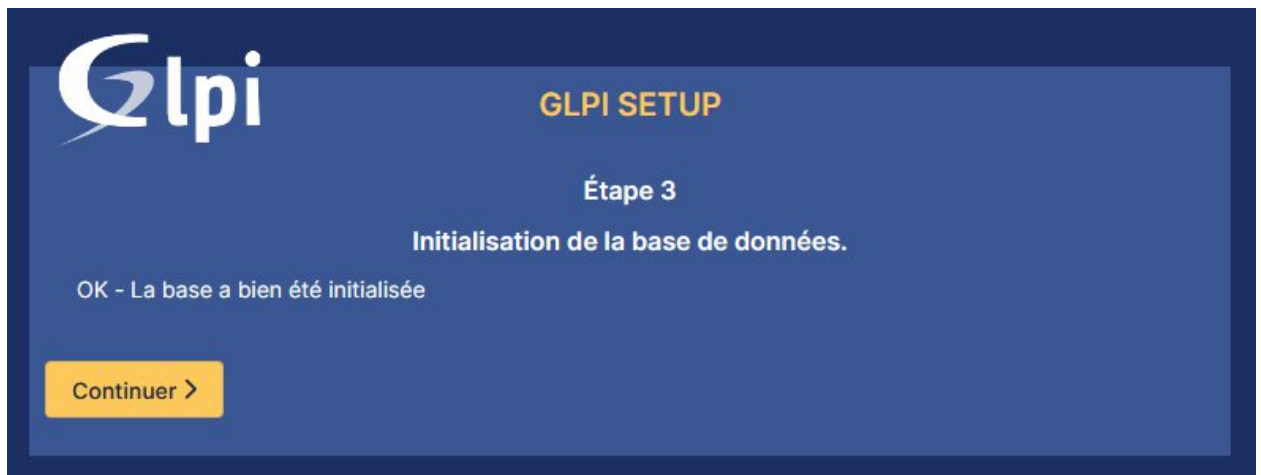 Glpi
GLPI SETUP
Étape 3
Initialisation de la base de données.
OK - La base a bien été initialisée
Continuer >